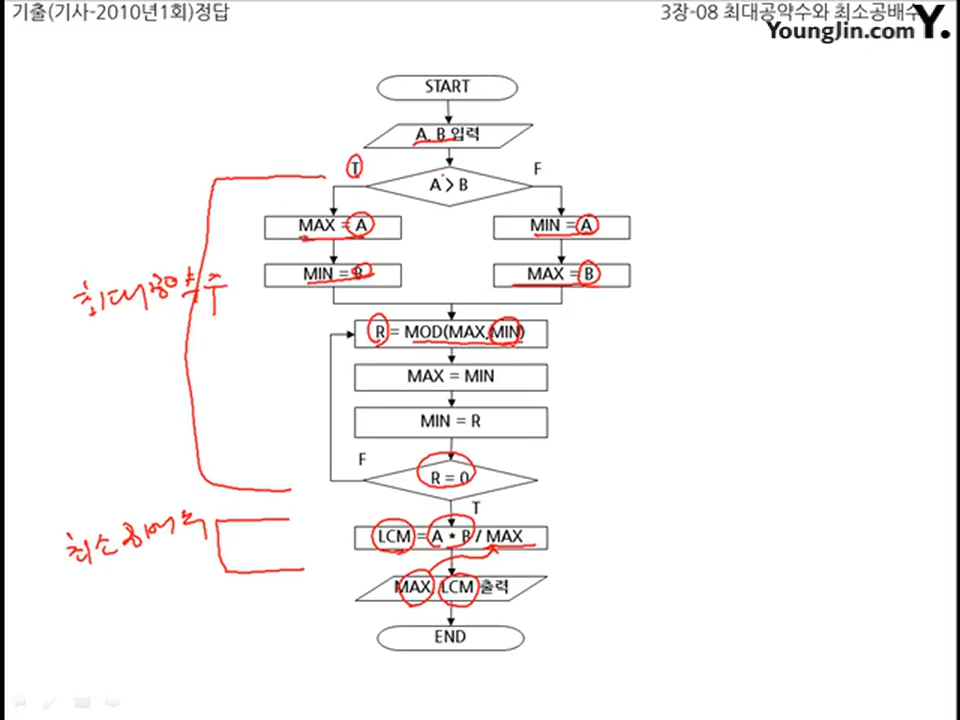 기출(기사-2010년1회)정답
3장-08 최대공약수와 최소공배수
YoungJin.com Y.
START
A, B 입력
T
F
A > B
MAX = A
MIN = A
MIN = B
MAX = B
최대공약수
R = MOD(MAX,MIN)
MAX = MIN
MIN = R
F
R = 0
T
최소공배수
LCM = A * B / MAX
MAX, LCM 출력
END